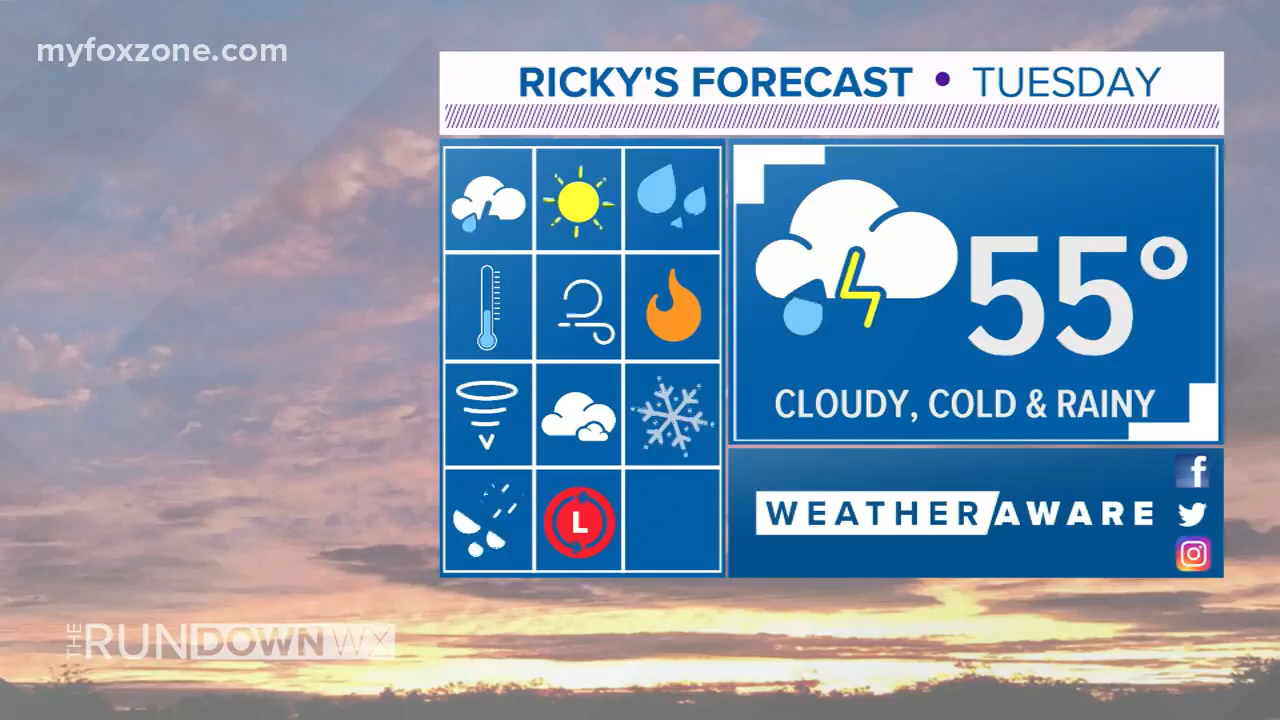 myfoxzone.com
RICKY'S FORECAST • TUESDAY
55°
CLOUDY, COLD & RAINY
L
WEATHER AWARE
THE RUNDOWN WX